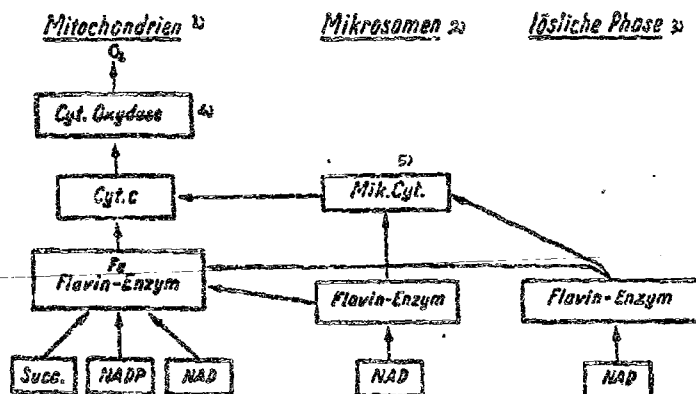 Mitochondrien 1)
Mikrosomen 2)
lösliche Phase 3)
O₂
Cyt. Oxydase 4)
5)
Cyt. c
Mik. Cyt.
Fe
Flavin-Enzym
Flavin-Enzym
Flavin-Enzym
Succ.
NADP
NAD
NAD
NAD